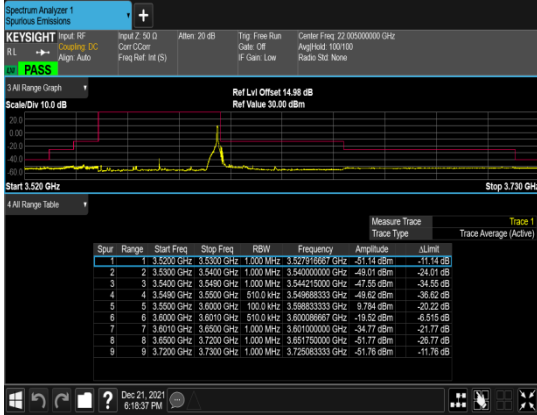 Spectrum Analyzer 1
Spurious Emissions
KEYSIGHT Input: RF Input Z: 50 Ω Atten: 20 dB Trig: Free Run Center Freq: 22.005000000 GHz
RL Coupling: DC Corr CCorr Gate: Off Avg|Hold: 100/100
Align: Auto Freq Ref: Int (S) IF Gain: Low Radio Std: None
PASS
3 All Range Graph
Ref Lvl Offset 14.98 dB
Scale/Div 10.0 dB Ref Value 30.00 dBm
20.0
0.00
-20.0
-40.0
-60.0
Start 3.520 GHz Stop 3.730 GHz
4 All Range Table
Measure Trace Trace 1
Trace Type Trace Average (Active)
Spur Range Start Freq Stop Freq RBW Frequency Amplitude ΔLimit
1 1 3.5200 GHz 3.5300 GHz 1.000 MHz 3.527916667 GHz -51.14 dBm -11.14 dB
2 2 3.5300 GHz 3.5400 GHz 1.000 MHz 3.540000000 GHz -49.01 dBm -24.01 dB
3 3 3.5400 GHz 3.5490 GHz 1.000 MHz 3.544215000 GHz -47.55 dBm -34.55 dB
4 4 3.5490 GHz 3.5500 GHz 510.0 kHz 3.549688333 GHz -49.62 dBm -36.62 dB
5 5 3.5500 GHz 3.6000 GHz 100.0 kHz 3.598833333 GHz 9.784 dBm -20.22 dB
6 6 3.6000 GHz 3.6010 GHz 510.0 kHz 3.600086667 GHz -19.52 dBm -6.515 dB
7 7 3.6010 GHz 3.6500 GHz 1.000 MHz 3.601000000 GHz -34.77 dBm -21.77 dB
8 8 3.6500 GHz 3.7200 GHz 1.000 MHz 3.651750000 GHz -51.77 dBm -26.77 dB
9 9 3.7200 GHz 3.7300 GHz 1.000 MHz 3.725083333 GHz -51.76 dBm -11.76 dB
Dec 21, 2021
6:18:37 PM